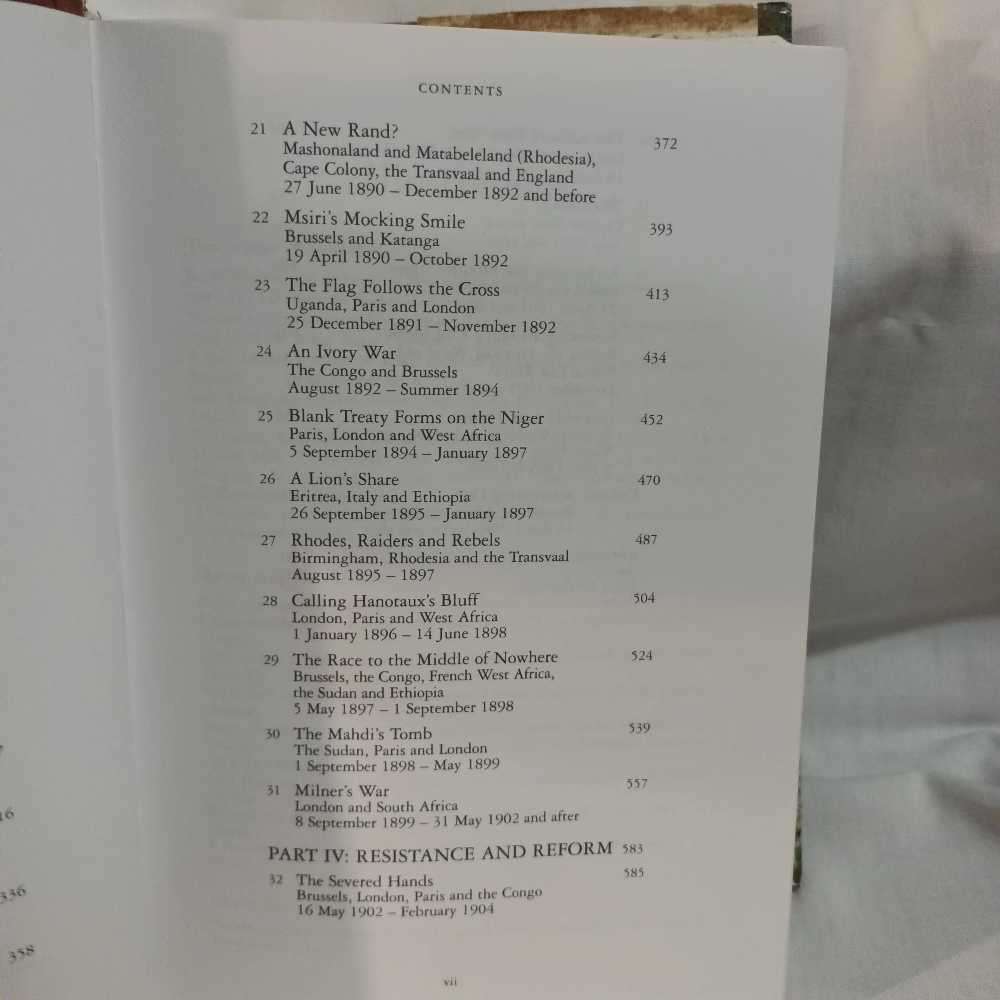 CONTENTS
21 A New Rand? 372
Mashonaland and Matabeleland (Rhodesia),
Cape Colony, the Transvaal and England
27 June 1890 – December 1892 and before
22 Msiri's Mocking Smile 393
Brussels and Katanga
19 April 1890 – October 1892
23 The Flag Follows the Cross 413
Uganda, Paris and London
25 December 1891 – November 1892
24 An Ivory War 434
The Congo and Brussels
August 1892 – Summer 1894
25 Blank Treaty Forms on the Niger 452
Paris, London and West Africa
5 September 1894 – January 1897
26 A Lion's Share 470
Eritrea, Italy and Ethiopia
26 September 1895 – January 1897
27 Rhodes, Raiders and Rebels 487
Birmingham, Rhodesia and the Transvaal
August 1895 – 1897
28 Calling Hanotaux's Bluff 504
London, Paris and West Africa
1 January 1896 – 14 June 1898
29 The Race to the Middle of Nowhere 524
Brussels, the Congo, French West Africa,
the Sudan and Ethiopia
5 May 1897 – 1 September 1898
30 The Mahdi's Tomb 539
The Sudan, Paris and London
1 September 1898 – May 1899
31 Milner's War 557
London and South Africa
8 September 1899 – 31 May 1902 and after
PART IV: RESISTANCE AND REFORM 583
32 The Severed Hands 585
Brussels, London, Paris and the Congo
16 May 1902 – February 1904
vii
336
358